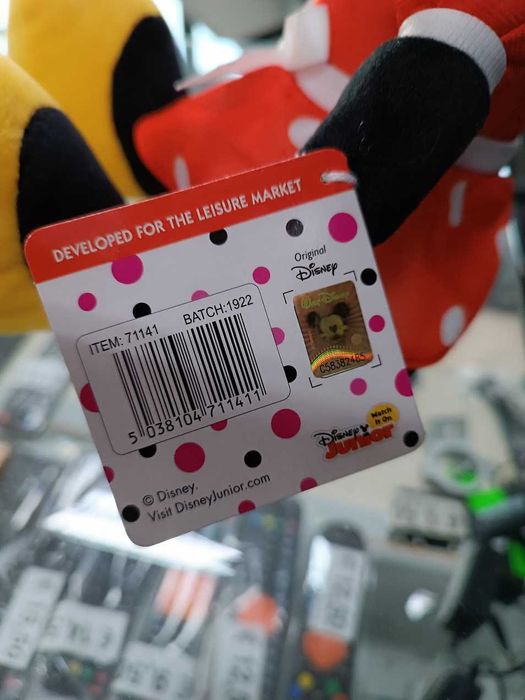 DEVELOPED FOR THE LEISURE MARKET
Original
Disney
ITEM: 71141
BATCH:1922
Walt Disney
5 038104 711411
Disney
Junior
Watch
It On
© Disney.
Visit DisneyJunior.com